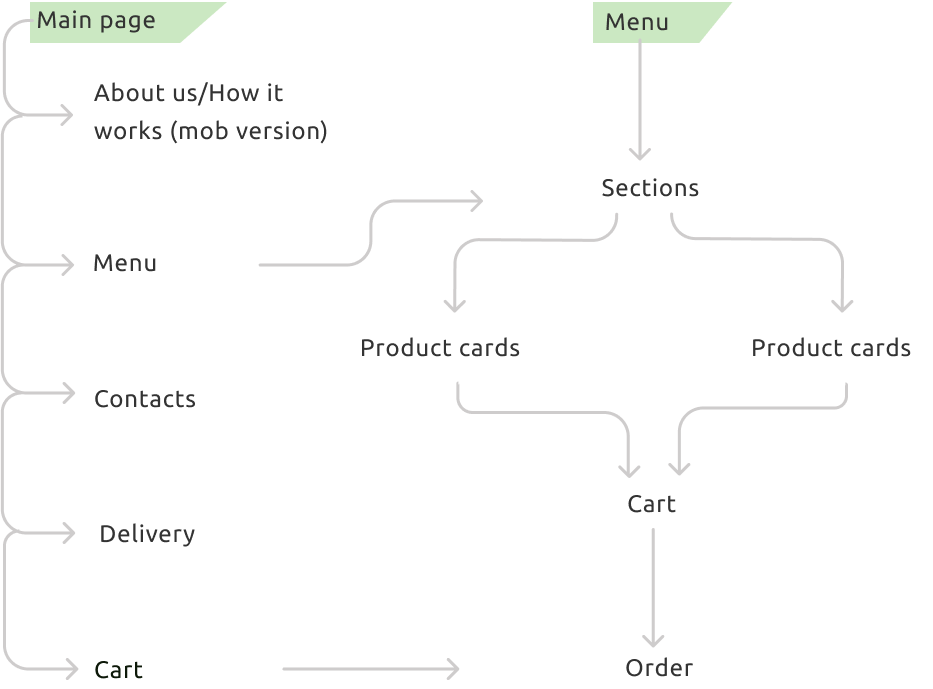 Main page
About us/How it
works (mob version)
Menu
Contacts
Delivery
Cart
Menu
Sections
Product cards
Product cards
Cart
Order